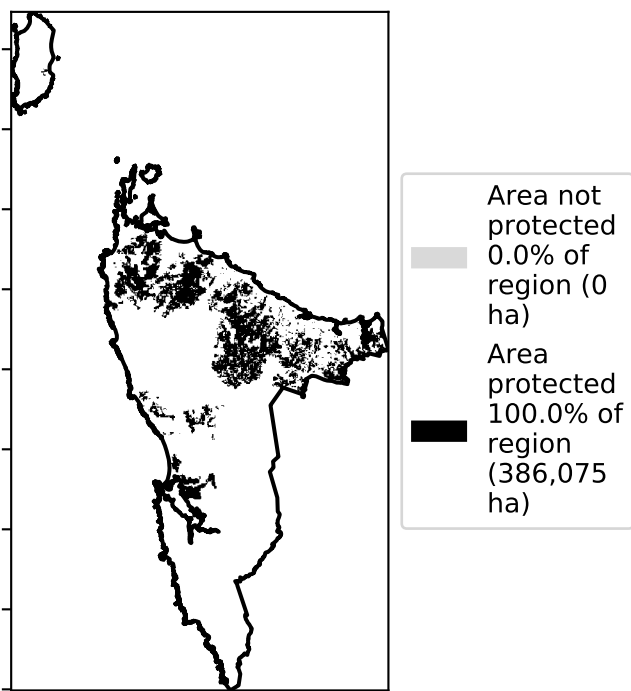 Area not
protected
0.0% of
region (0
ha)
Area
protected
100.0% of
region
(386,075
ha)